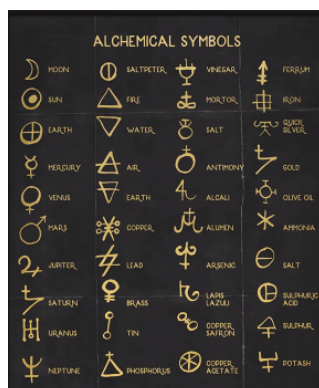 ALCHEMICAL SYMBOLS
MOON
SUN
EARTH
MERCURY
VENUS
MARS
JUPITER
SATURN
URANUS
NEPTUNE
SALTPETER
FIRE
WATER
AIR
EARTH
COPPER
LEAD
BRASS
TIN
PHOSPHORUS
VINEGAR
MORTOR
SALT
ANTIMONY
ALCALI
ALUMEN
ARSENIC
LAPIS
LAZULI
COPPER
SAFRON
COPPER
ACETATE
FERRUM
IRON
QUICK
SILVER
GOLD
OLIVE OIL
AMMONIA
SALT
SULPHURIC
ACID
SULPHUR
POTASH